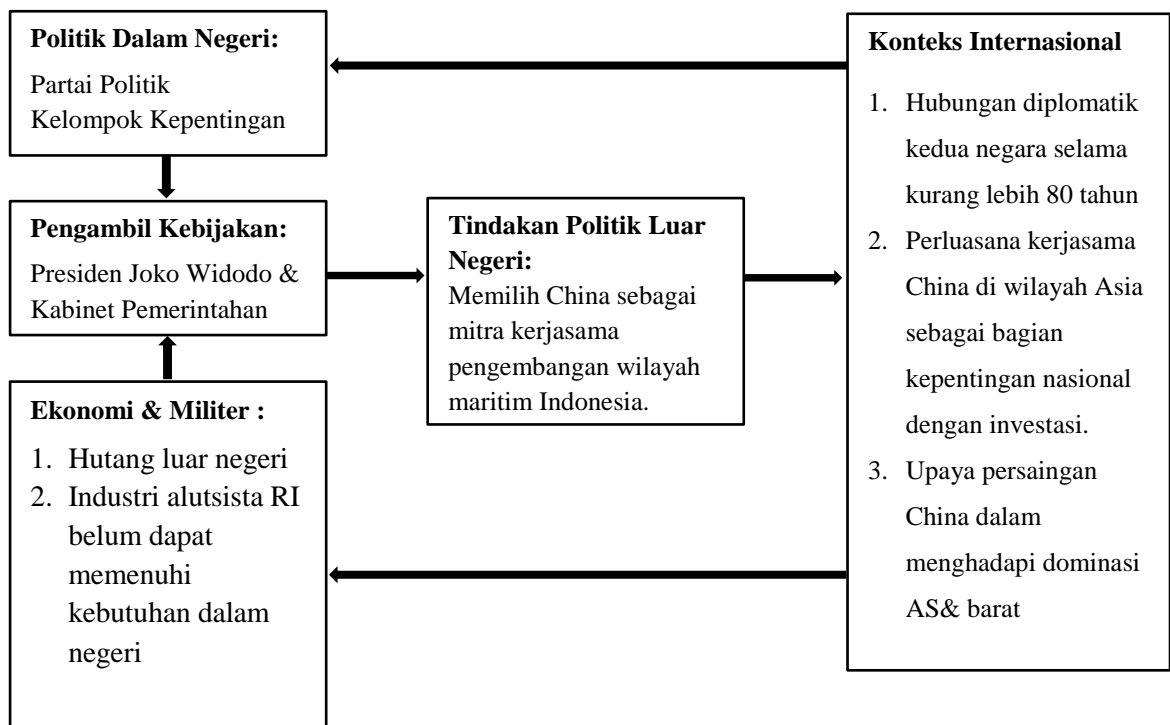 Politik Dalam Negeri:
Partai Politik
Kelompok Kepentingan
Pengambil Kebijakan:
Presiden Joko Widodo &
Kabinet Pemerintahan
Ekonomi & Militer :
1. Hutang luar negeri
2. Industri alutsista RI
belum dapat
memenuhi
kebutuhan dalam
negeri
Tindakan Politik Luar
Negeri:
Memilih China sebagai
mitra kerjasama
pengembangan wilayah
maritim Indonesia.
Konteks Internasional
1. Hubungan diplomatik
kedua negara selama
kurang lebih 80 tahun
2. Perluasana kerjasama
China di wilayah Asia
sebagai bagian
kepentingan nasional
dengan investasi.
3. Upaya persaingan
China dalam
menghadapi dominasi
AS& barat